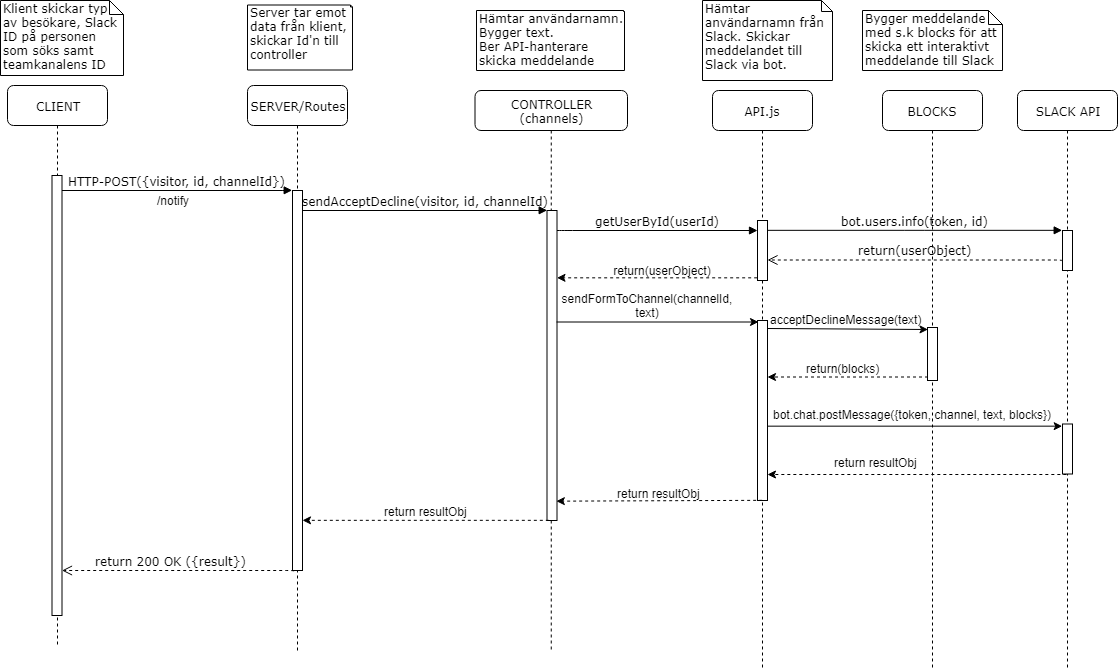 Klient skickar typ
av besökare, Slack
ID på personen
som söks samt
teamkanalens ID
Server tar emot
data från klient,
skickar Id'n till
controller
Hämtar användarnamn.
Bygger text.
Ber API-hanterare
skicka meddelande
Hämtar
användarnamn från
Slack. Skickar
meddelandet till
Slack via bot.
Bygger meddelande
med s.k blocks för att
skicka ett interaktivt
meddelande till Slack
CLIENT
SERVER/Routes
CONTROLLER
(channels)
API.js
BLOCKS
SLACK API
HTTP-POST({visitor, id, channelId})
/notify
sendAcceptDecline(visitor, id, channelId)
getUserById(userId)
bot.users.info(token, id)
return(userObject)
return(userObject)
sendFormToChannel(channelId,
text)
acceptDeclineMessage(text)
return(blocks)
bot.chat.postMessage({token, channel, text, blocks})
return resultObj
return resultObj
return resultObj
return 200 OK ({result})